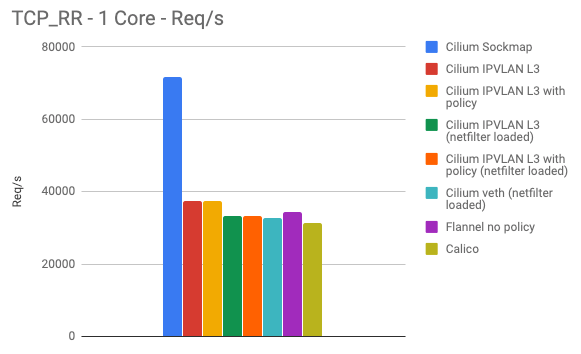 TCP_RR - 1 Core - Req/s
80000
60000
40000
20000
0
Req/s
Cilium Sockmap
Cilium IPVLAN L3
Cilium IPVLAN L3 with
policy
Cilium IPVLAN L3
(netfilter loaded)
Cilium IPVLAN L3 with
policy (netfilter loaded)
Cilium veth (netfilter
loaded)
Flannel no policy
Calico